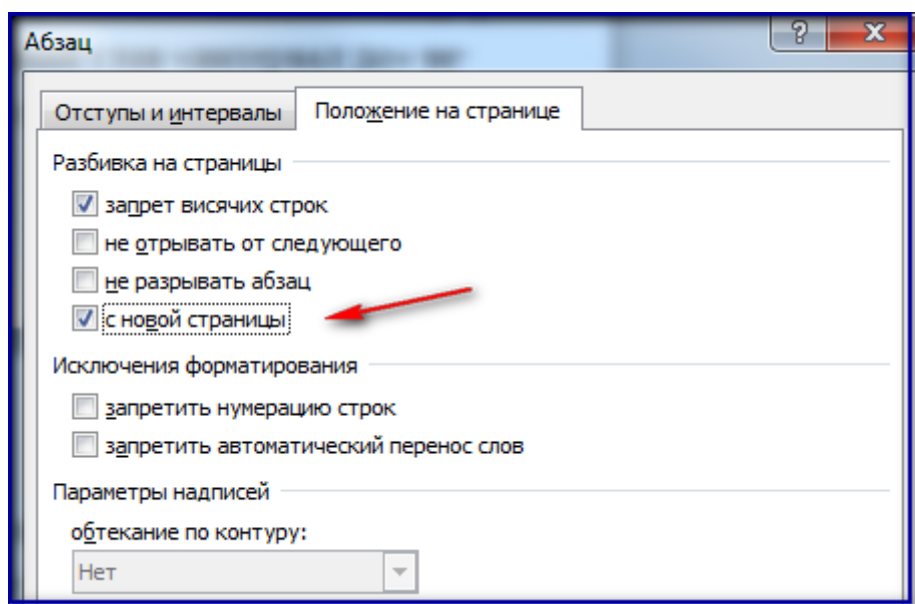 Абзац
Отступы и интервалы Положение на странице
Разбивка на страницы
запрет висячих строк
не отрывать от следующего
не разрывать абзац
с новой страницы
Исключения форматирования
запретить нумерацию строк
запретить автоматический перенос слов
Параметры надписей
обтекание по контуру:
Нет